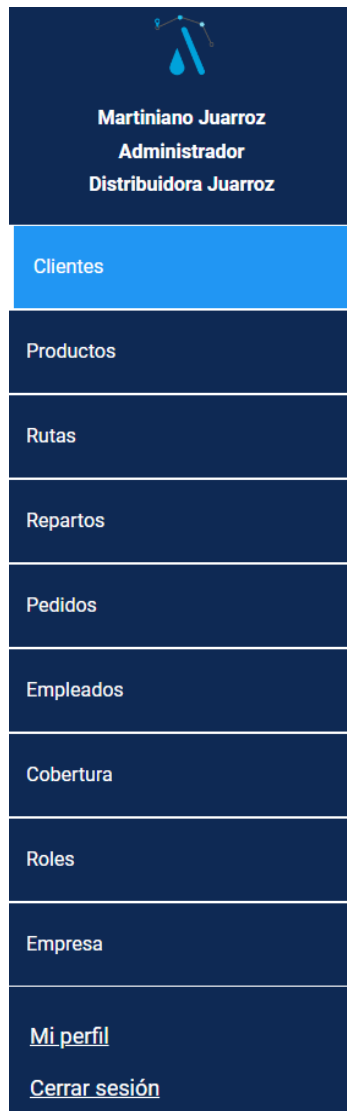 Martiniano Juarroz
Administrador
Distribuidora Juarroz
Clientes
Productos
Rutas
Repartos
Pedidos
Empleados
Cobertura
Roles
Empresa
Mi perfil
Cerrar sesión